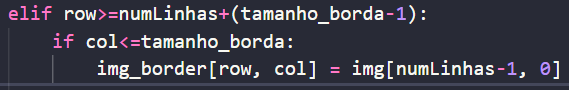 elif row>=numLinhas+(tamanho_borda-1):
    if col<=tamanho_borda:
        img_border[row, col] = img[numLinhas-1, 0]